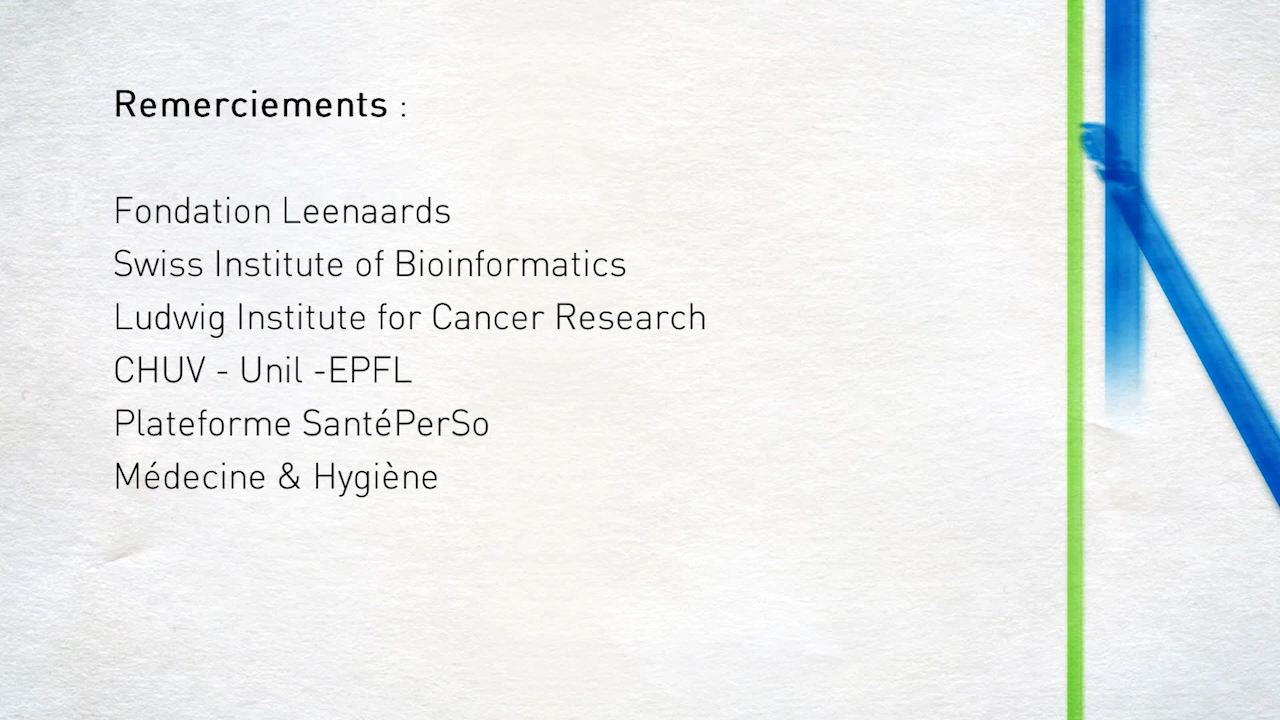 Remerciements :
Fondation Leenaards
Swiss Institute of Bioinformatics
Ludwig Institute for Cancer Research
CHUV - Unil -EPFL
Plateforme SantéPerSo
Médecine & Hygiène